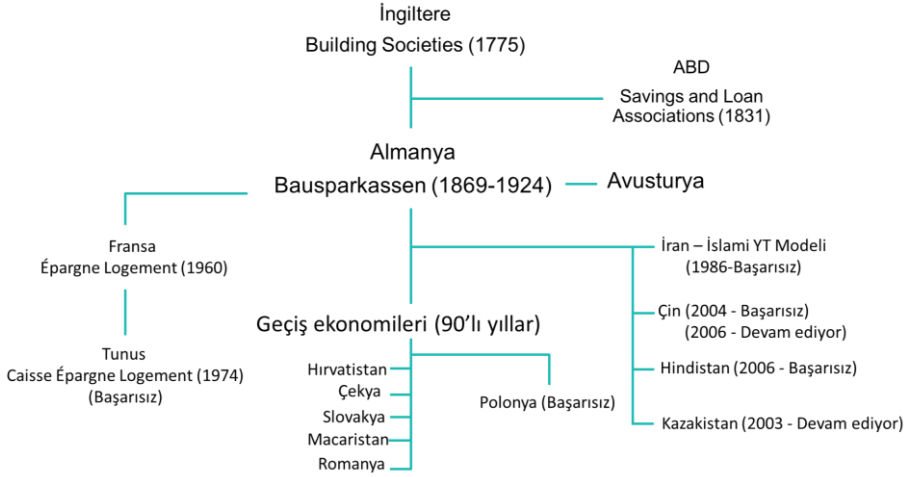 İngiltere
Building Societies (1775)
ABD
Savings and Loan
Associations (1831)
Almanya
Bausparkassen (1869-1924)
Avusturya
Fransa
Épargne Logement (1960)
Tunus
Caisse Épargne Logement (1974)
(Başarısız)
Geçiş ekonomileri (90’lı yıllar)
Hırvatistan
Çekya
Slovakya
Macaristan
Romanya
Polonya (Başarısız)
İran – İslami YT Modeli
(1986-Başarısız)
Çin (2004 - Başarısız)
(2006 - Devam ediyor)
Hindistan (2006 - Başarısız)
Kazakistan (2003 - Devam ediyor)